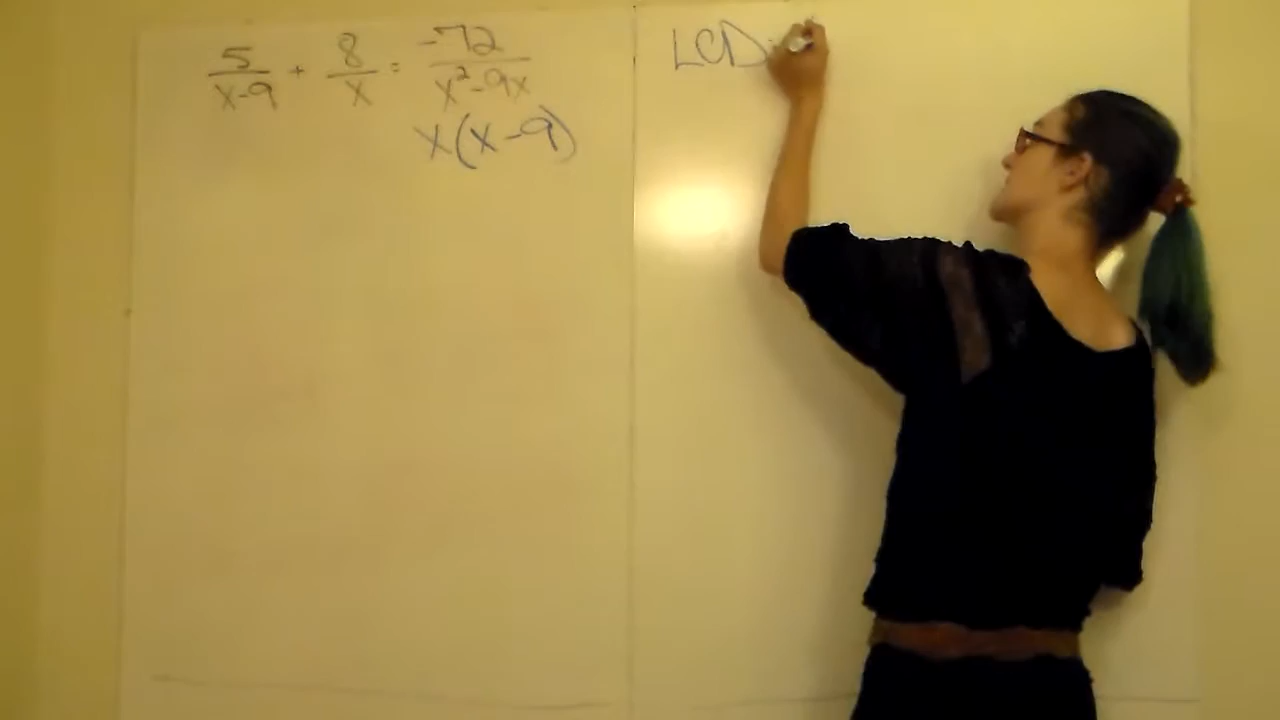 5/(x-9) + 8/x = -72/(x²-9x)
x(x-9)
LCD